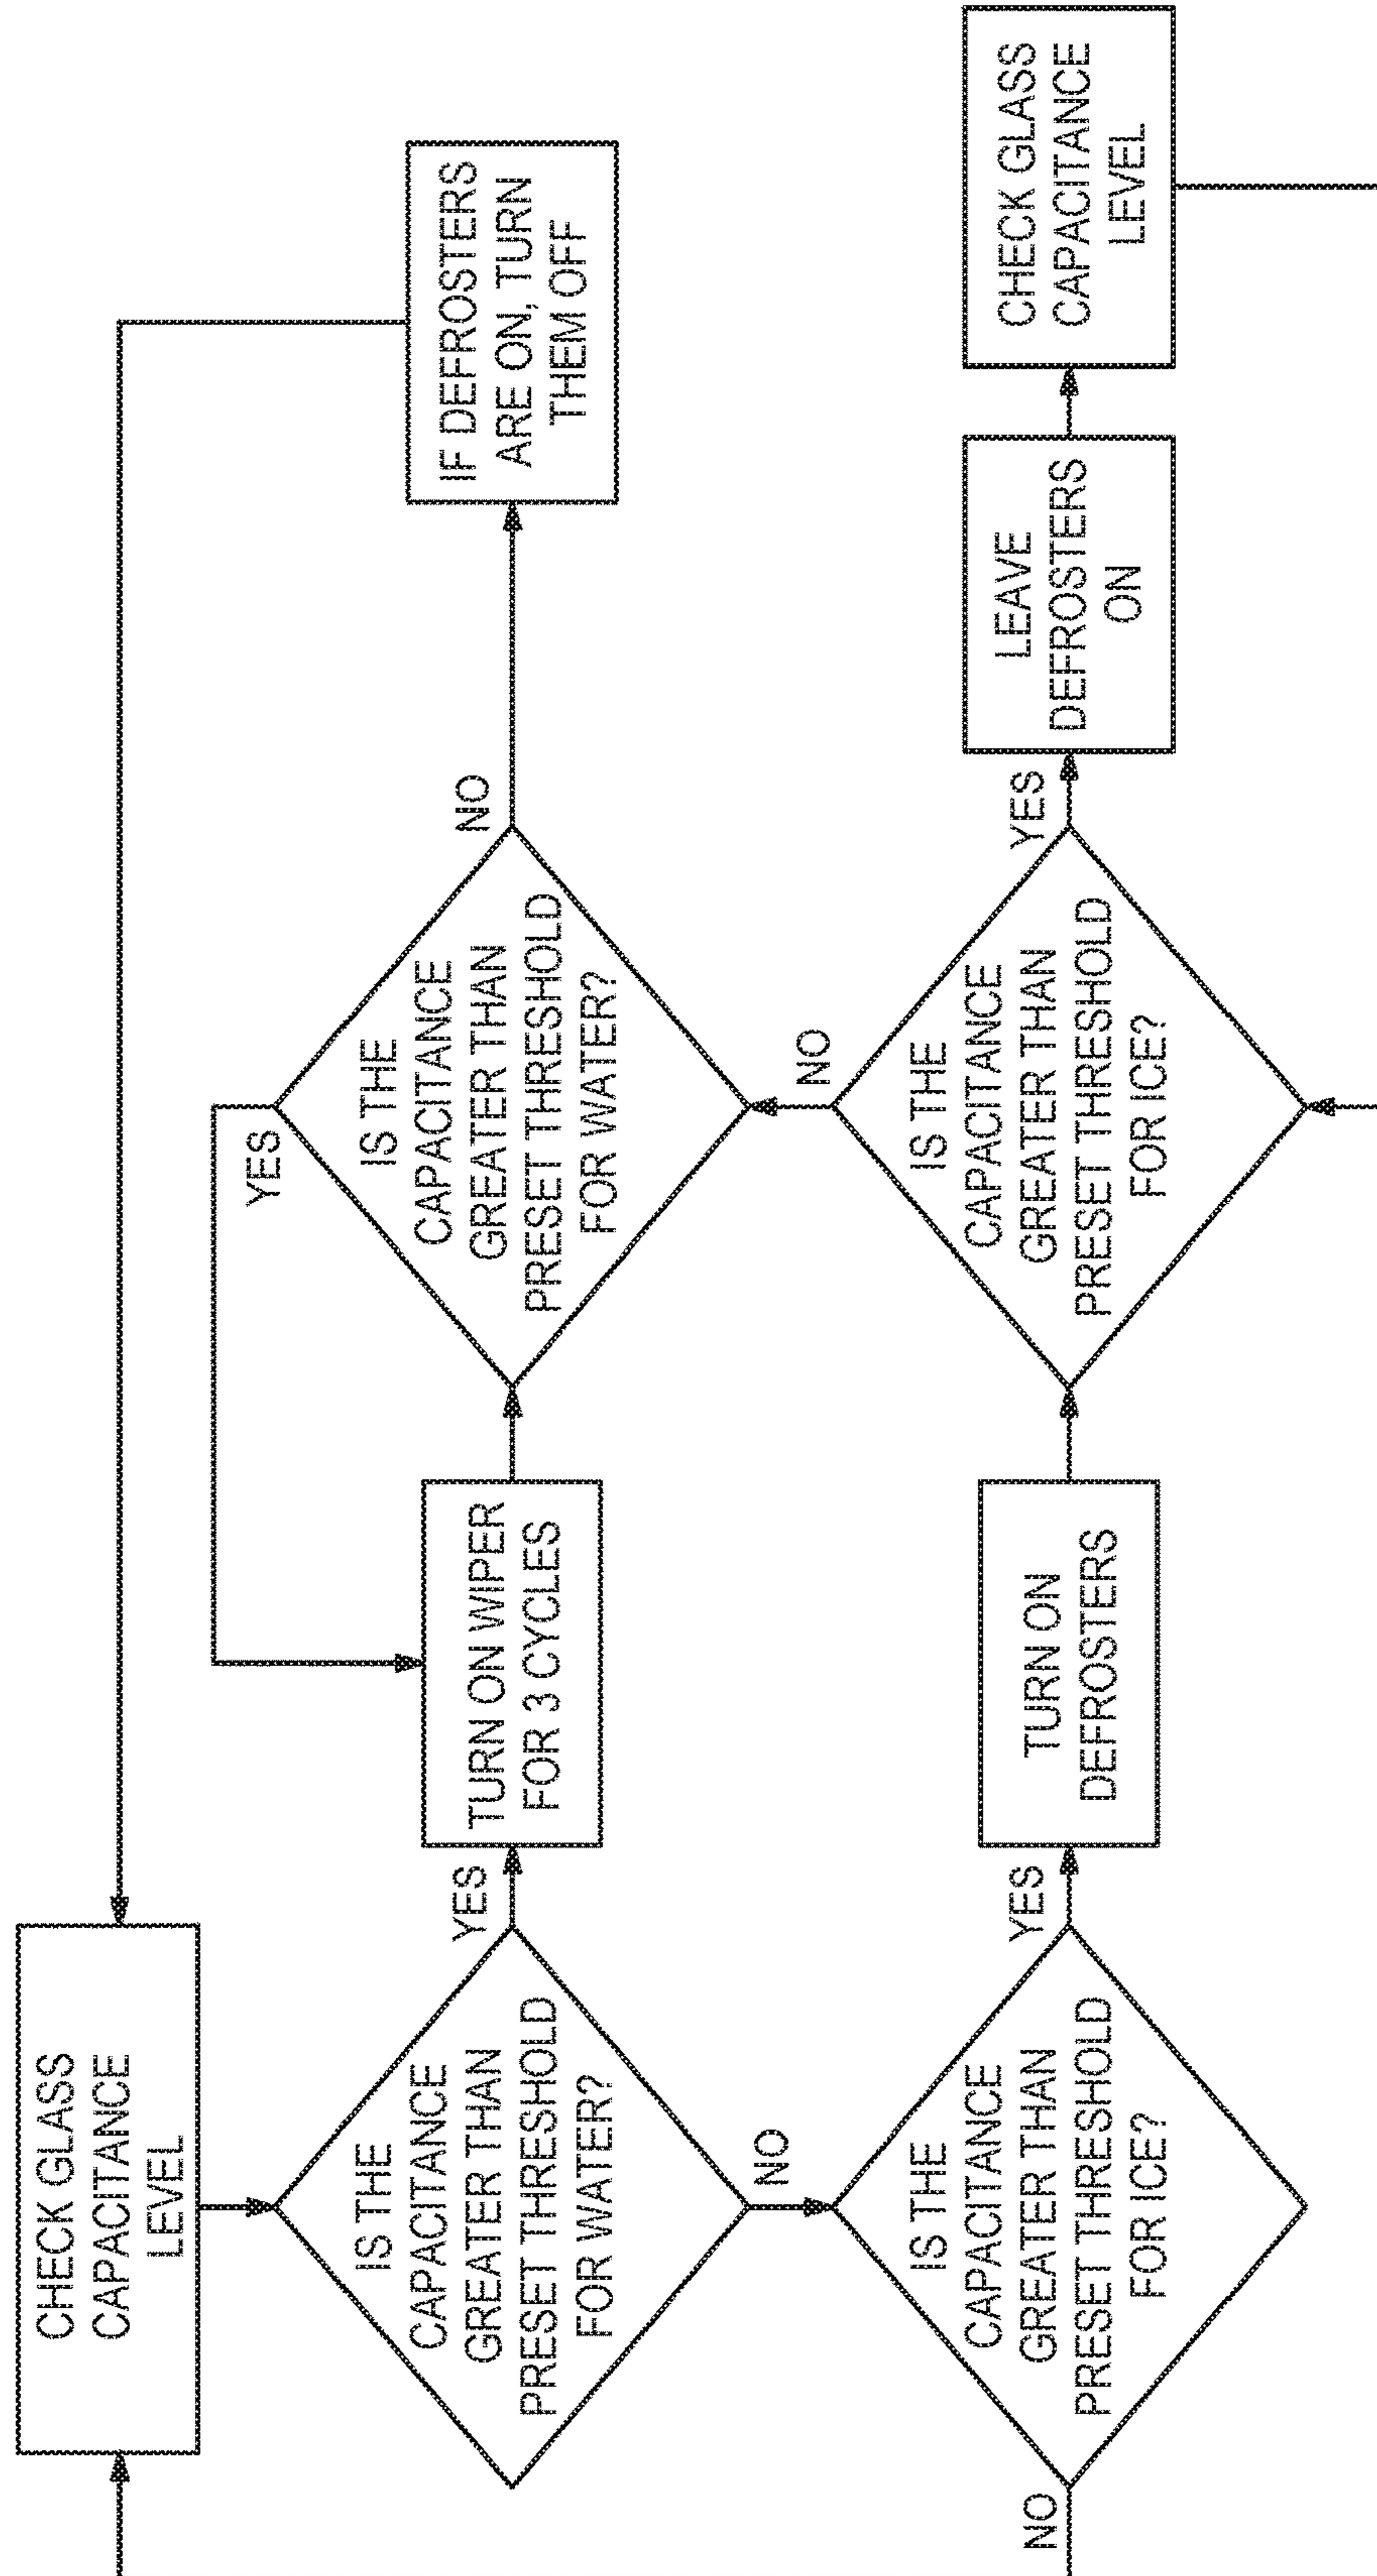 CHECK GLASS
CAPACITANCE
LEVEL
IS THE
CAPACITANCE
GREATER THAN
PRESET THRESHOLD
FOR WATER?
YES
TURN ON WIPER
FOR 3 CYCLES
YES
IS THE
CAPACITANCE
GREATER THAN
PRESET THRESHOLD
FOR WATER?
NO
IF DEFROSTERS
ARE ON, TURN
THEM OFF
NO
NO
IS THE
CAPACITANCE
GREATER THAN
PRESET THRESHOLD
FOR ICE?
YES
TURN ON
DEFROSTERS
NO
IS THE
CAPACITANCE
GREATER THAN
PRESET THRESHOLD
FOR ICE?
YES
LEAVE
DEFROSTERS
ON
CHECK GLASS
CAPACITANCE
LEVEL